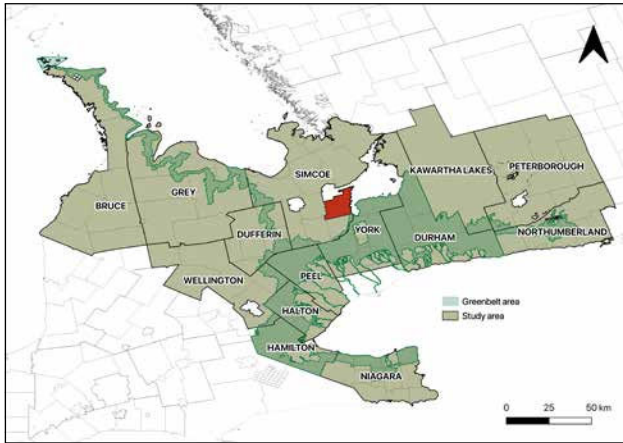 SIMCOE
KAWARTHA LAKES
PETERBOROUGH
GREY
BRUCE
DUFFERIN
YORK
DURHAM
NORTHUMBERLAND
WELLINGTON
PEEL
HALTON
HAMILTON
NIAGARA
Greenbelt area
Study area
0 25 50 km